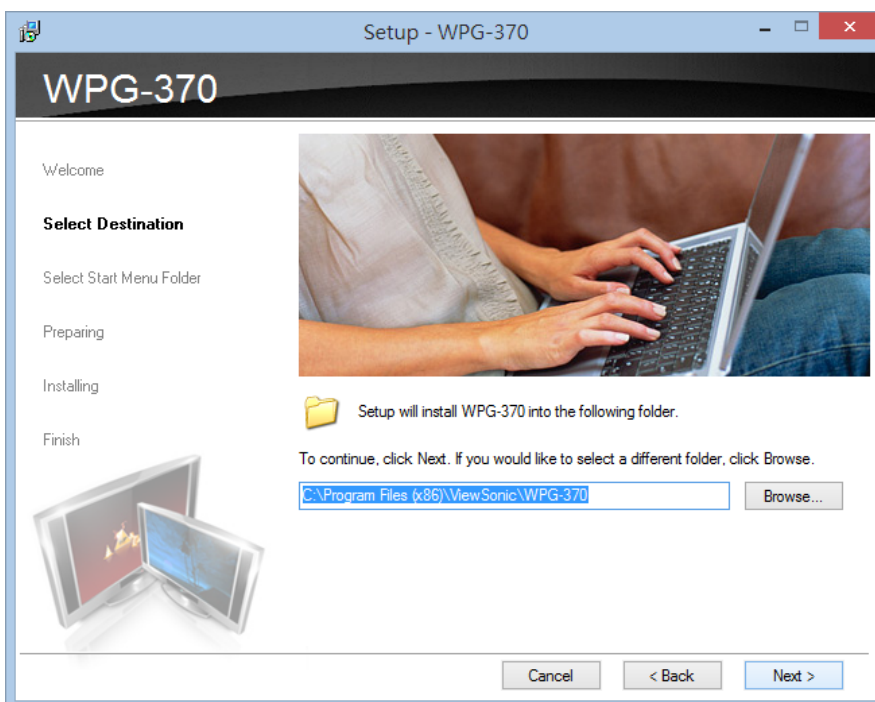 Setup - WPG-370
WPG-370
Welcome
Select Destination
Select Start Menu Folder
Preparing
Installing
Finish
Setup will install WPG-370 into the following folder.
To continue, click Next. If you would like to select a different folder, click Browse.
C:\Program Files (x86)\ViewSonic\WPG-370
Browse...
Cancel
< Back
Next >